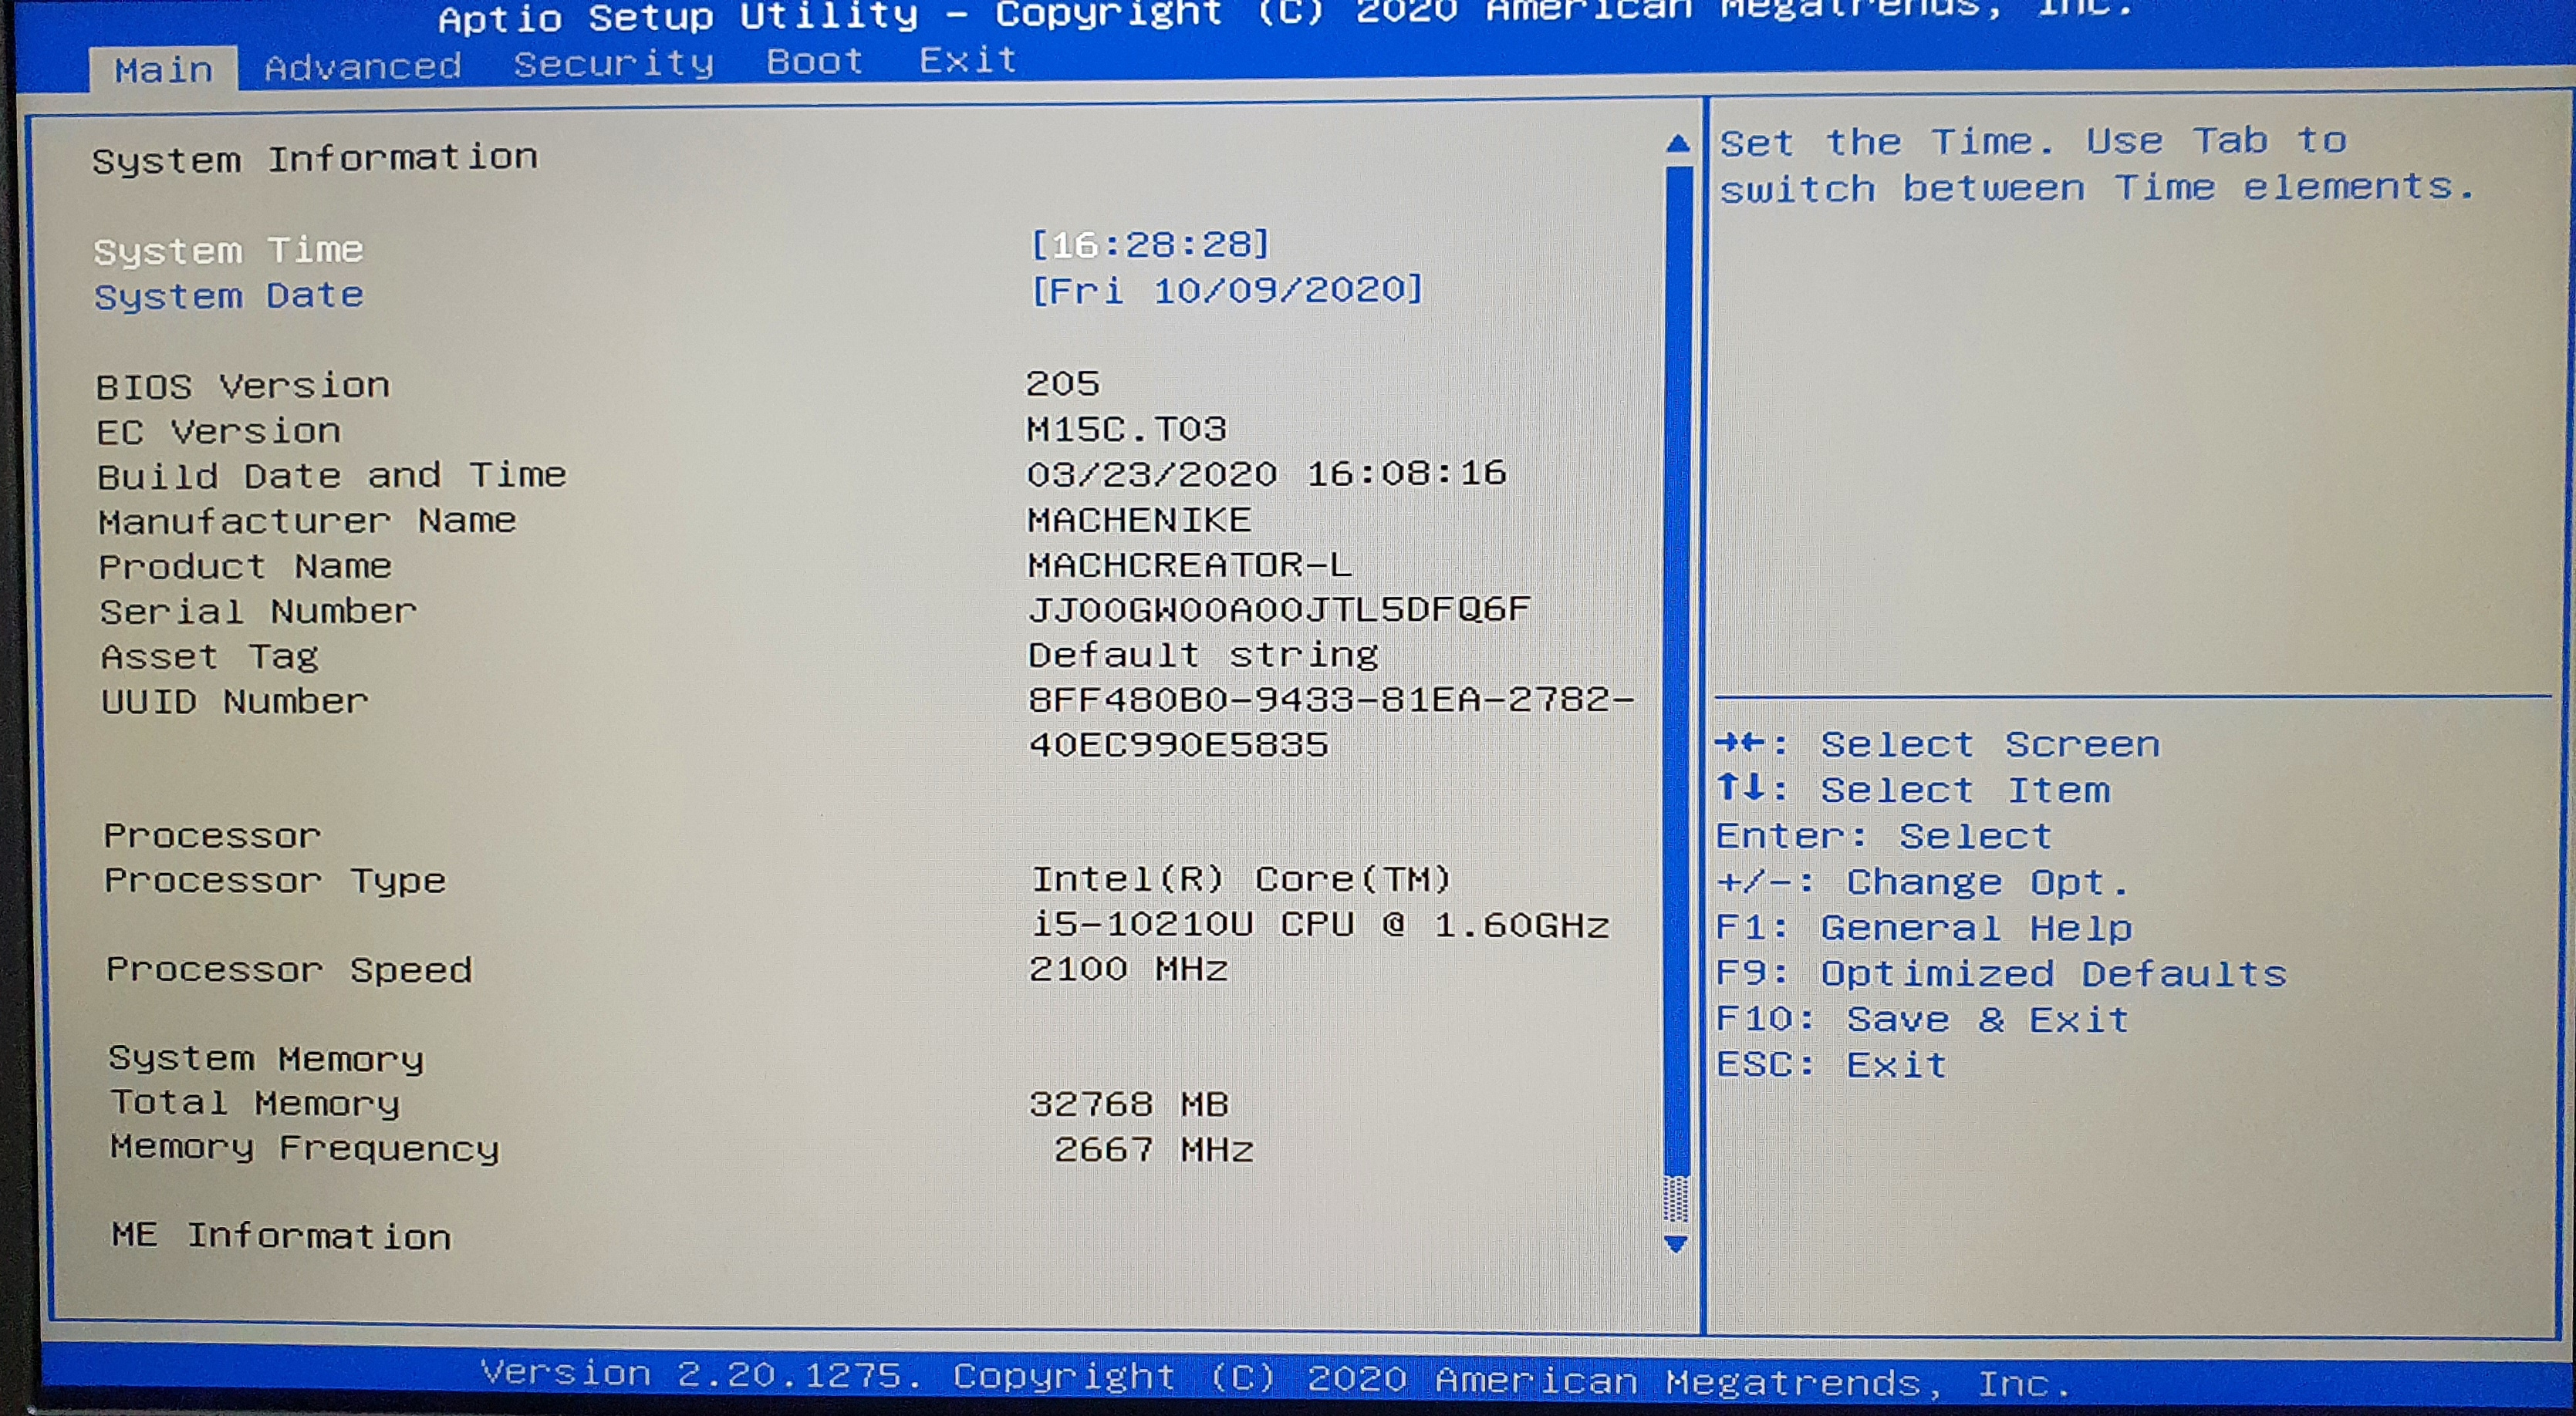 Aptio Setup Utility – Copyright (C) 2020 American Megatrends, Inc.
Main Advanced Security Boot Exit
System Information
System Time [16:28:28]
System Date [Fri 10/09/2020]
BIOS Version 205
EC Version M15C.T03
Build Date and Time 03/23/2020 16:08:16
Manufacturer Name MACHENIKE
Product Name MACHCREATOR-L
Serial Number JJ00GW00A00JTL5DFQ6F
Asset Tag Default string
UUID Number 8FF480B0-9433-81EA-2782-
40EC990E5835
Processor
Processor Type Intel(R) Core(TM)
i5-10210U CPU @ 1.60GHz
Processor Speed 2100 MHz
System Memory
Total Memory 32768 MB
Memory Frequency 2667 MHz
ME Information
Set the Time. Use Tab to
switch between Time elements.
→←: Select Screen
↑↓: Select Item
Enter: Select
+/-: Change Opt.
F1: General Help
F9: Optimized Defaults
F10: Save & Exit
ESC: Exit
Version 2.20.1275. Copyright (C) 2020 American Megatrends, Inc.